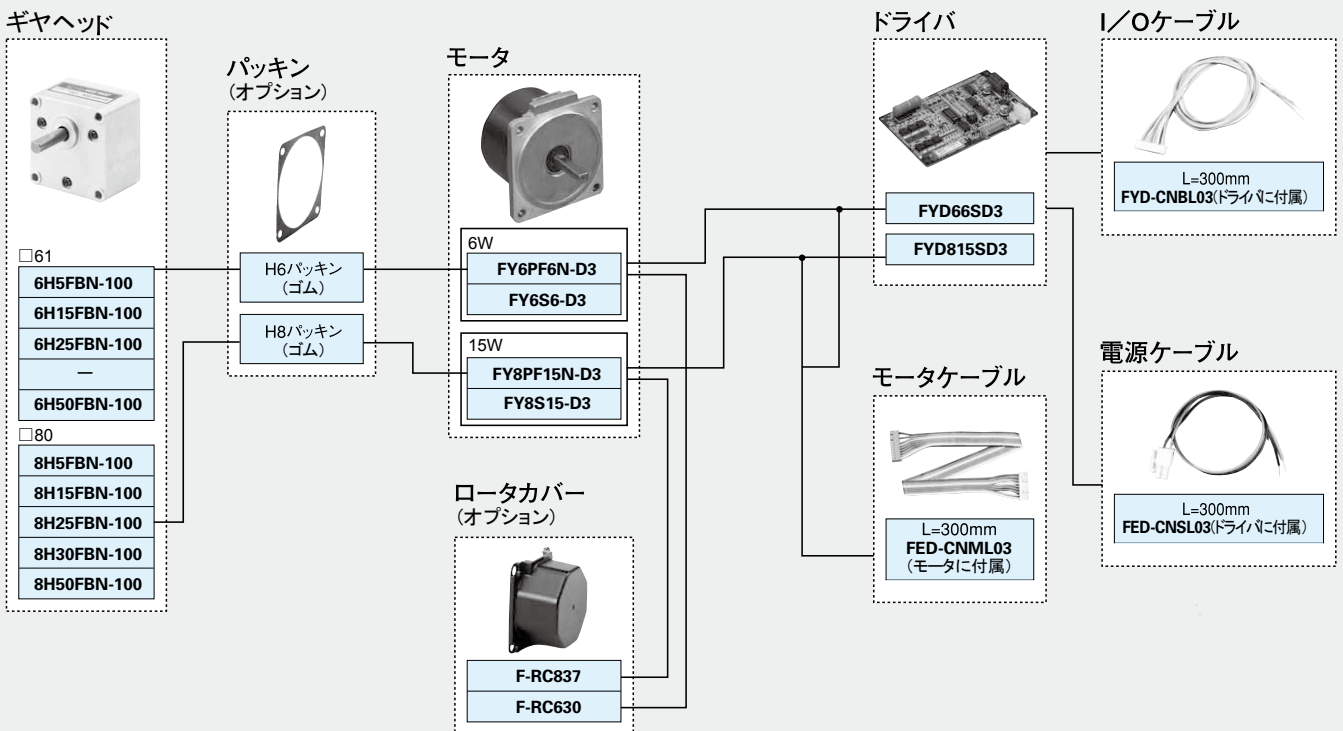 ギヤヘッド
□61
6H5FBN-100
6H15FBN-100
6H25FBN-100
—
6H50FBN-100
□80
8H5FBN-100
8H15FBN-100
8H25FBN-100
8H30FBN-100
8H50FBN-100
パッキン
(オプション)
H6パッキン
(ゴム)
H8パッキン
(ゴム)
モータ
6W
FY6PF6N-D3
FY6S6-D3
15W
FY8PF15N-D3
FY8S15-D3
ロータカバー
(オプション)
F-RC837
F-RC630
ドライバ
FYD66SD3
FYD815SD3
モータケーブル
L=300mm
FED-CNML03
(モータに付属)
I/Oケーブル
L=300mm
FYD-CNBL03(ドライバに付属)
電源ケーブル
L=300mm
FED-CNSL03(ドライバに付属)